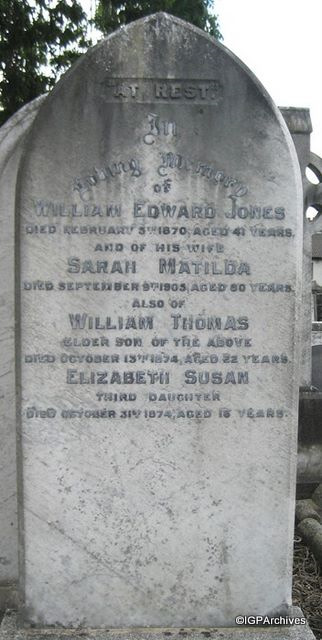 "AT REST"
In
Loving Memory
of
WILLIAM EDWARD JONES
DIED FEBRUARY 5TH 1870, AGED 41 YEARS.
AND OF HIS WIFE
SARAH MATILDA
DIED SEPTEMBER 9TH 1903, AGED 80 YEARS.
ALSO OF
WILLIAM THOMAS
ELDER SON OF THE ABOVE
DIED OCTOBER 13TH 1874, AGED 22 YEARS.
ELIZABETH SUSAN
THIRD DAUGHTER
DIED OCTOBER 31ST 1874, AGED 16 YEARS.
©IGPArchives